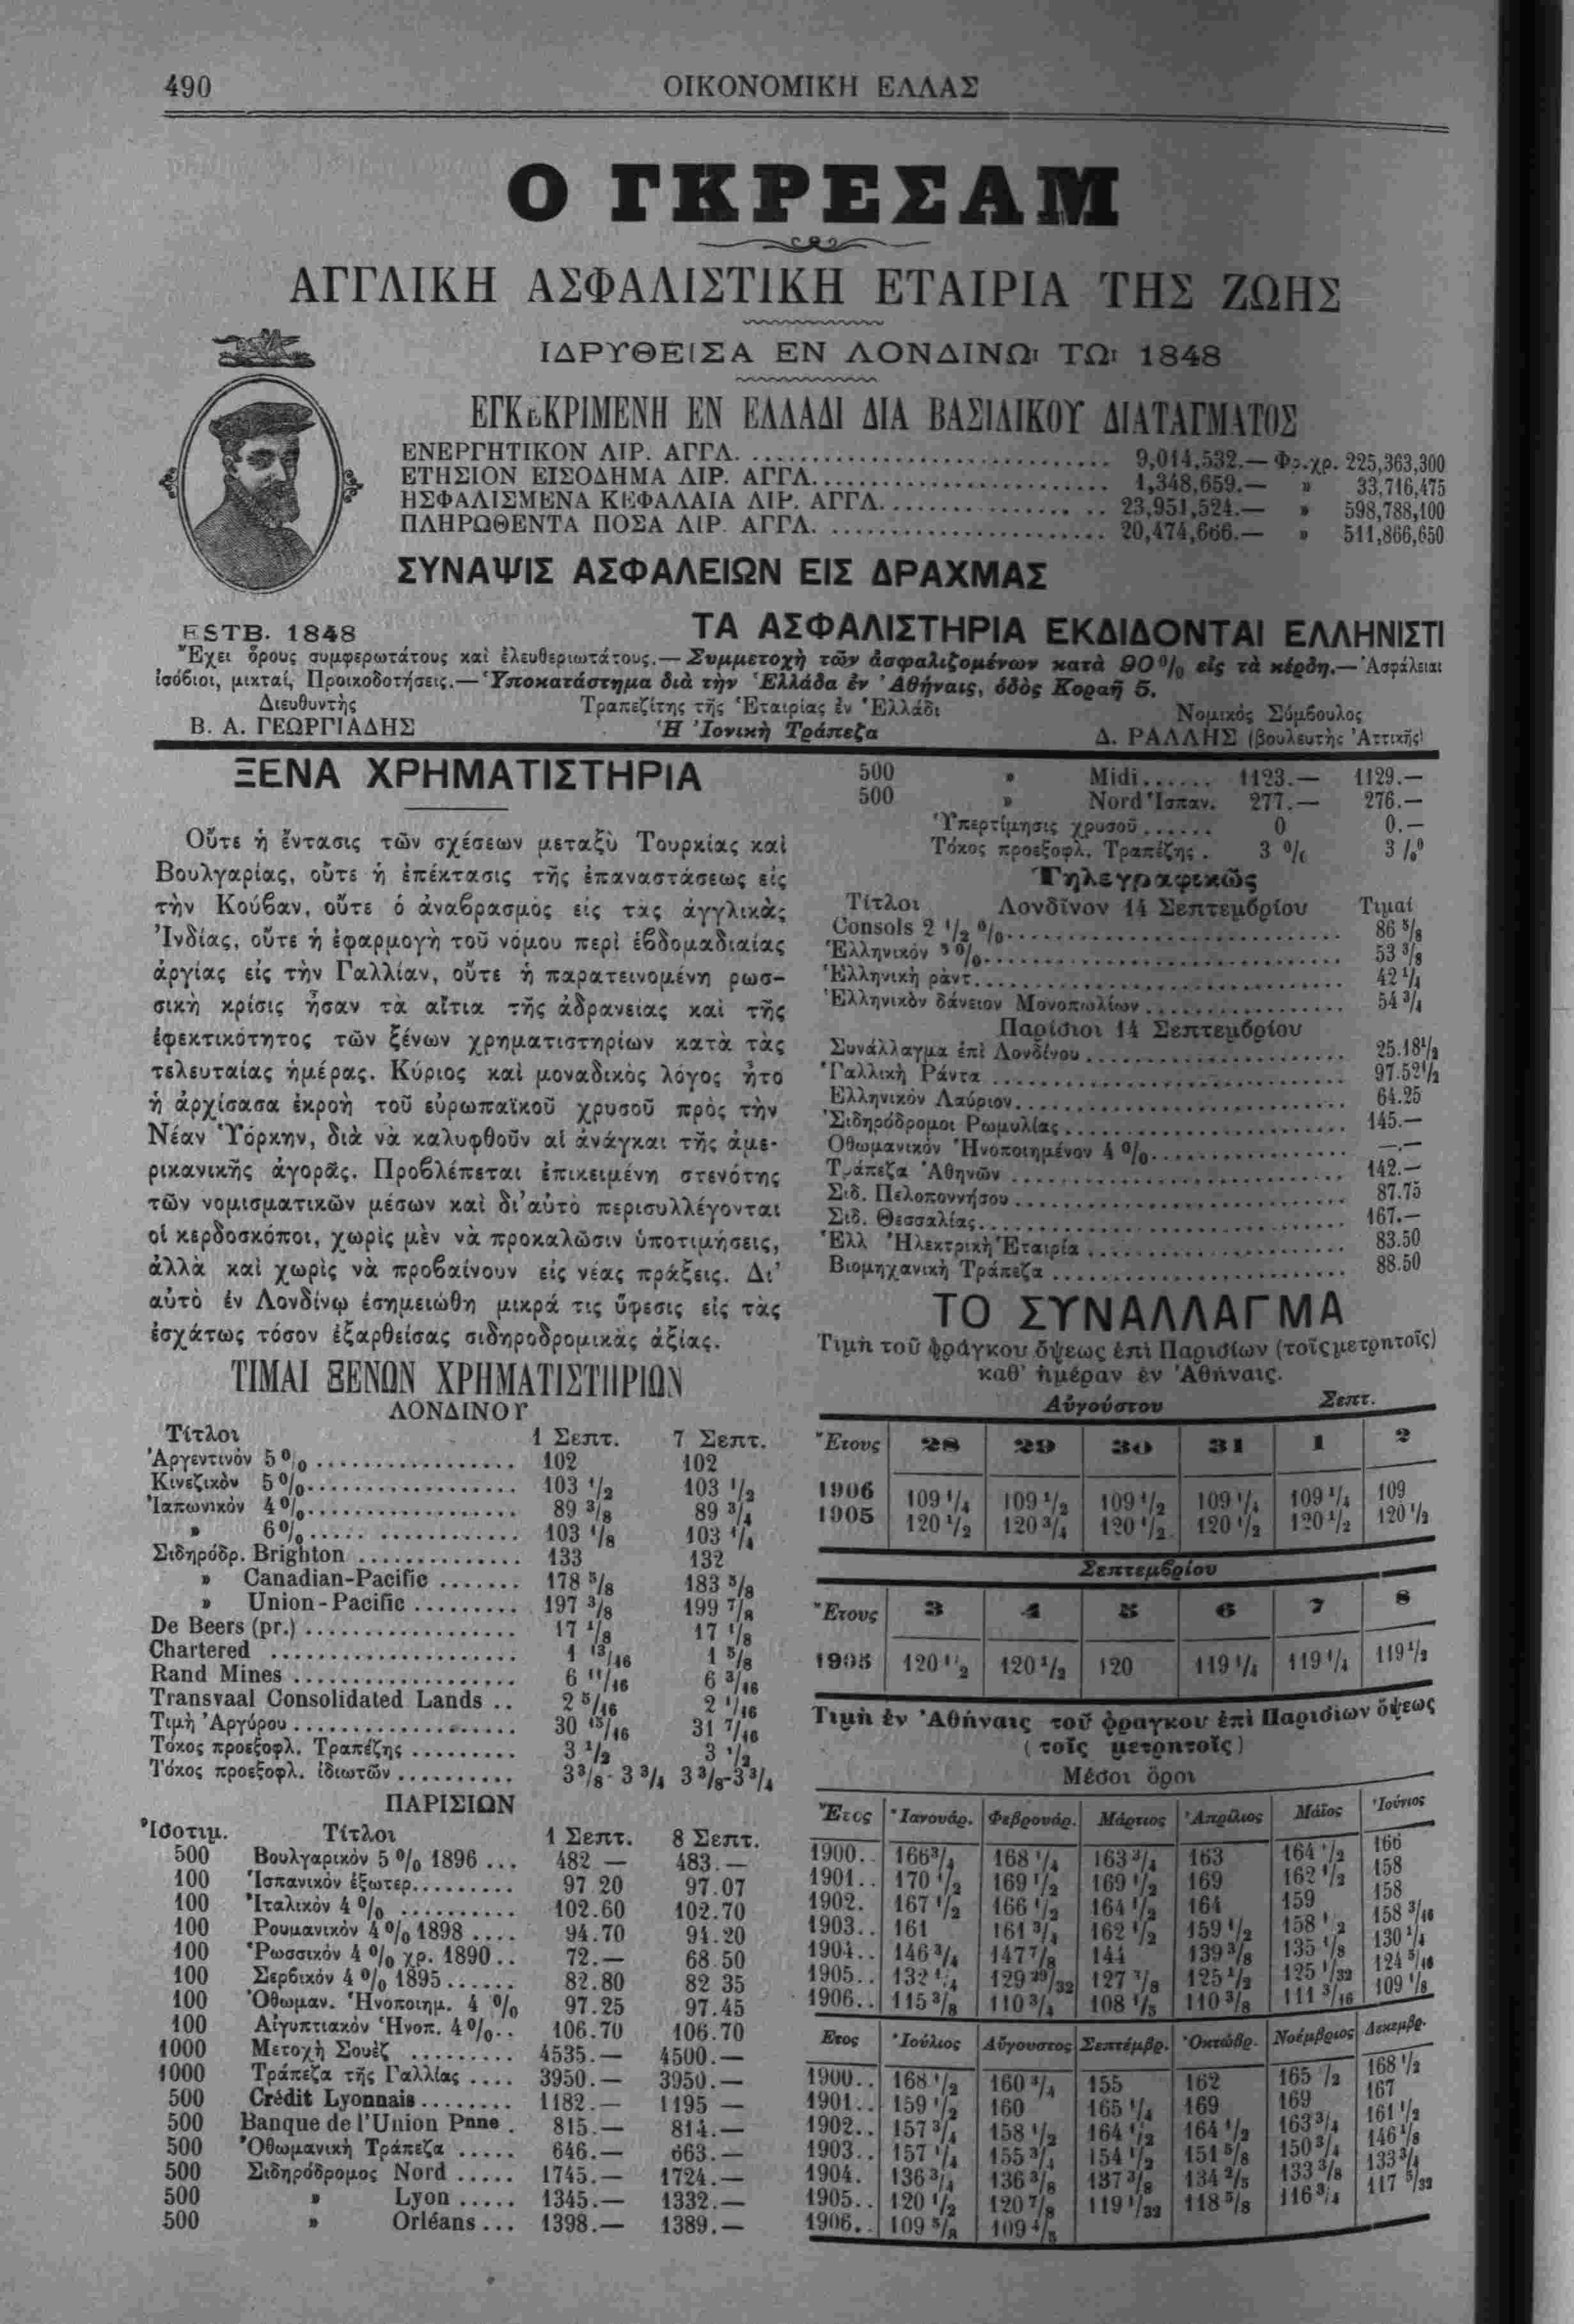 490
ΟΙΚΟΝΟΜΙΚΗ ΕΛΛΑΣ
Ο ΓΚΡΕΣΑΜ
ΑΓΓΛΙΚΗ ΑΣΦΑΛΙΣΤΙΚΗ ΕΤΑΙΡΙΑ ΤΗΣ ΖΩΗΣ
ΙΔΡΥΘΕΙΣΑ ΕΝ ΛΟΝΔΙΝΩι ΤΩι 1848
ΕΓΚΕΚΡΙΜΕΝΗ ΕΝ ΕΛΛΑΔΙ ΔΙΑ ΒΑΣΙΛΙΚΟΥ ΔΙΑΤΑΓΜΑΤΟΣ
ΕΝΕΡΓΗΤΙΚΟΝ ΛΙΡ. ΑΓΓΛ. 9,014,532.— Φρ.χρ. 225,363,300
ΕΤΗΣΙΟΝ ΕΙΣΟΔΗΜΑ ΛΙΡ. ΑΓΓΛ. 1,348,659.— » 33,716,475
ΗΣΦΑΛΙΣΜΕΝΑ ΚΕΦΑΛΑΙΑ ΛΙΡ. ΑΓΓΛ. 23,951,524.— » 598,788,100
ΠΛΗΡΩΘΕΝΤΑ ΠΟΣΑ ΛΙΡ. ΑΓΓΛ. 20,474,666.— » 511,866,650
ΣΥΝΑΨΙΣ ΑΣΦΑΛΕΙΩΝ ΕΙΣ ΔΡΑΧΜΑΣ
ESTB. 1848
ΤΑ ΑΣΦΑΛΙΣΤΗΡΙΑ ΕΚΔΙΔΟΝΤΑΙ ΕΛΛΗΝΙΣΤΙ
Ἔχει ὅρους συμφερωτάτους καὶ ἐλευθεριωτάτους.— Συμμετοχὴ τῶν ἀσφαλιζομένων κατὰ 90% εἰς τὰ κέρδη.— Ἀσφάλειαι
ἰσόβιοι, μικταί, Προικοδοτήσεις.— Ὑποκατάστημα διὰ τὴν Ἑλλάδα ἐν Ἀθήναις, ὁδὸς Κοραῆ 5.
Διευθυντὴς
Β. Α. ΓΕΩΡΓΙΑΔΗΣ
Τραπεζίτης τῆς Ἑταιρίας ἐν Ἑλλάδι
Ἡ Ἰονικὴ Τράπεζα
Νομικὸς Σύμβουλος
Δ. ΡΑΛΛΗΣ (βουλευτὴς Ἀττικῆς)
ΞΕΝΑ ΧΡΗΜΑΤΙΣΤΗΡΙΑ
Οὔτε ἡ ἔντασις τῶν σχέσεων μεταξὺ Τουρκίας καὶ
Βουλγαρίας, οὔτε ἡ ἐπέκτασις τῆς ἐπαναστάσεως εἰς
τὴν Κούβαν, οὔτε ὁ ἀναβρασμὸς εἰς τὰς ἀγγλικὰς
Ἰνδίας, οὔτε ἡ ἐφαρμογὴ τοῦ νόμου περὶ ἑβδομαδιαίας
ἀργίας εἰς τὴν Γαλλίαν, οὔτε ἡ παρατεινομένη ρωσ-
σικὴ κρίσις ἦσαν τὰ αἴτια τῆς ἀδρανείας καὶ τῆς
ἐφεκτικότητος τῶν ξένων χρηματιστηρίων κατὰ τὰς
τελευταίας ἡμέρας. Κύριος καὶ μοναδικὸς λόγος ἦτο
ἡ ἀρχίσασα ἐκροὴ τοῦ εὐρωπαϊκοῦ χρυσοῦ πρὸς τὴν
Νέαν Ὑόρκην, διὰ νὰ καλυφθοῦν αἱ ἀνάγκαι τῆς ἀμε-
ρικανικῆς ἀγορᾶς. Προβλέπεται ἐπικειμένη στενότης
τῶν νομισματικῶν μέσων καὶ δι' αὐτὸ περισυλλέγονται
οἱ κερδοσκόποι, χωρὶς μὲν νὰ προκαλῶσιν ὑποτιμήσεις,
ἀλλὰ καὶ χωρὶς νὰ προβαίνουν εἰς νέας πράξεις. Δι'
αὐτὸ ἐν Λονδίνῳ ἐσημειώθη μικρά τις ὕφεσις εἰς τὰς
ἐσχάτως τόσον ἐξαρθείσας σιδηροδρομικὰς ἀξίας.
ΤΙΜΑΙ ΞΕΝΩΝ ΧΡΗΜΑΤΙΣΤΗΡΙΩΝ
ΛΟΝΔΙΝΟΥ
Τίτλοι 1 Σεπτ. 7 Σεπτ.
Ἀργεντινὸν 5% 102 102
Κινεζικὸν 5% 103 1/2 103 1/2
Ἰαπωνικὸν 4% 89 3/8 89 3/4
» 6% 103 1/8 103 1/4
Σιδηρόδρ. Brighton 133 132
» Canadian-Pacific 178 5/8 183 5/8
» Union-Pacific 197 3/8 199 7/8
De Beers (pr.) 17 1/8 17 1/8
Chartered 1 13/16 1 5/8
Rand Mines 6 11/16 6 3/16
Transvaal Consolidated Lands 2 5/16 2 1/16
Τιμὴ Ἀργύρου 30 15/16 31 7/16
Τόκος προεξοφλ. Τραπέζης 3 1/2 3 1/2
Τόκος προεξοφλ. ἰδιωτῶν 3 3/8-3 3/4 3 3/8-3 3/4
ΠΑΡΙΣΙΩΝ
Ἰσοτιμ. Τίτλοι 1 Σεπτ. 8 Σεπτ.
500 Βουλγαρικὸν 5% 1896 482 — 483.—
100 Ἰσπανικὸν ἐξωτερ. 97 20 97.07
100 Ἰταλικὸν 4% 102.60 102.70
100 Ρουμανικὸν 4% 1898 94.70 94.20
100 Ρωσσικὸν 4% χρ. 1890 72.— 68 50
100 Σερβικὸν 4% 1895 82.80 82 35
100 Ὀθωμαν. Ἡνοποιημ. 4% 97.25 97.45
100 Αἰγυπτιακὸν Ἡνοπ. 4% 106.70 106.70
1000 Μετοχὴ Σουὲζ 4535.— 4500.—
1000 Τράπεζα τῆς Γαλλίας 3950.— 3950.—
500 Crédit Lyonnais 1182.— 1195 —
500 Banque de l'Union Pnne. 815.— 814.—
500 Ὀθωμανικὴ Τράπεζα 646.— 663.—
500 Σιδηρόδρομος Nord 1745.— 1724.—
500 » Lyon 1345.— 1332.—
500 » Orléans 1398.— 1389.—
500 » Midi 1123.— 1129.—
500 » Nord Ἰσπαν. 277.— 276.—
Ὑπερτίμησις χρυσοῦ 0 0.—
Τόκος προεξοφλ. Τραπέζης 3 % 3 %
Τηλεγραφικῶς
Τίτλοι Λονδίνον 14 Σεπτεμβρίου Τιμαί
Consols 2 1/2 % 86 5/8
Ἑλληνικόν 5% 53 3/8
Ἑλληνικὴ ράντ. 42 1/4
Ἑλληνικὸν δάνειον Μονοπωλίων 54 3/4
Παρίσιοι 14 Σεπτεμβρίου
Συνάλλαγμα ἐπὶ Λονδίνου 25.18 1/2
Γαλλικὴ Ράντα 97.52 1/2
Ἑλληνικὸν Λαύριον 64.25
Σιδηρόδρομοι Ρωμυλίας 145.—
Ὀθωμανικὸν Ἡνοποιημένον 4% —.—
Τράπεζα Ἀθηνῶν 142.—
Σιδ. Πελοποννήσου 87.75
Σιδ. Θεσσαλίας 167.—
Ἑλλ Ἠλεκτρικὴ Ἑταιρία 83.50
Βιομηχανικὴ Τράπεζα 88.50
ΤΟ ΣΥΝΑΛΛΑΓΜΑ
Τιμὴ τοῦ φράγκου ὄψεως ἐπὶ Παρισίων (τοῖς μετρητοῖς)
καθ' ἡμέραν ἐν Ἀθήναις.
Αὐγούστου Σεπτ.
Ἔτους 28 29 30 31 1 2
1906 109 1/4 109 1/2 109 1/2 109 1/4 109 1/4 109
1905 120 1/2 120 3/4 120 1/2 120 1/2 120 1/2 120 1/2
Σεπτεμβρίου
Ἔτους 3 4 5 6 7 8
1905 120 1/2 120 1/2 120 119 1/4 119 1/4 119 1/2
Τιμὴ ἐν Ἀθήναις τοῦ φραγκου ἐπὶ Παρισίων ὄψεως
(τοῖς μετρητοῖς)
Μέσοι ὅροι
Ἔτος Ἰανουάρ. Φεβρουάρ. Μάρτιος Ἀπρίλιος Μάϊος Ἰούνιος
1900 166 3/4 168 1/4 163 3/4 163 164 1/2 166
1901 170 1/2 169 1/2 169 1/2 169 162 1/2 158
1902 167 1/2 166 1/2 164 1/2 164 159 158
1903 161 161 3/4 162 1/2 159 1/2 158 1/2 158 3/16
1904 146 3/4 147 7/8 144 139 3/8 135 1/8 130 1/4
1905 132 1/4 129 29/32 127 3/8 125 1/2 125 1/32 124 5/16
1906 115 3/8 110 3/4 108 1/5 110 3/8 111 3/16 109 1/8
Ετος Ἰούλιος Αὔγουστος Σεπτέμβρ. Ὀκτώβρ. Νοέμβριος Δεκεμβρ.
1900 168 1/2 160 3/4 155 162 165 1/2 168 1/2
1901 159 1/2 160 165 1/4 169 169 167
1902 157 3/4 158 1/2 164 1/2 164 1/2 163 3/4 161 1/2
1903 157 1/4 155 3/4 154 1/2 151 5/8 150 3/4 146 1/8
1904 136 3/4 136 3/8 137 3/8 134 2/5 133 3/8 133 3/4
1905 120 1/2 120 7/8 119 1/32 118 5/8 116 3/4 117 5/32
1906 109 5/8 109 4/5